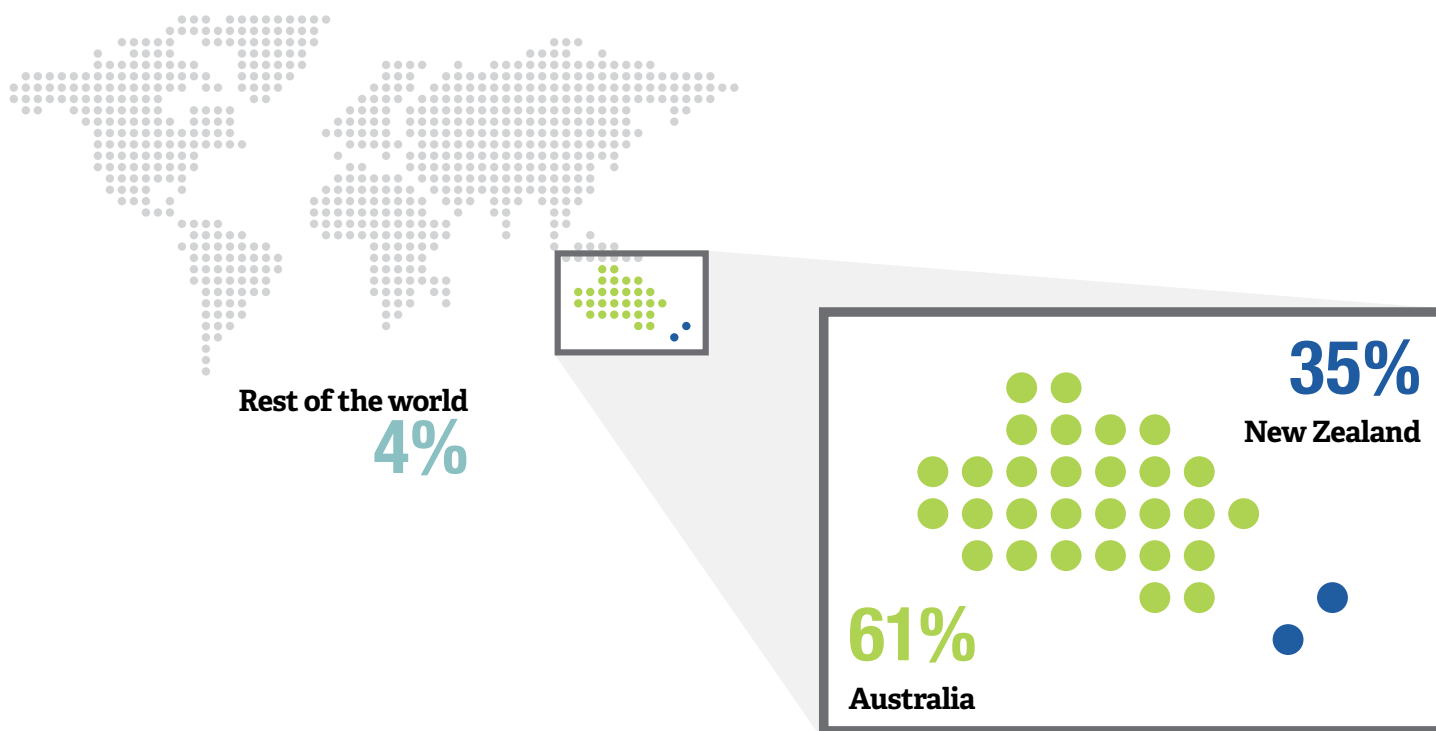 Rest of the world
4%
35%
New Zealand
61%
Australia